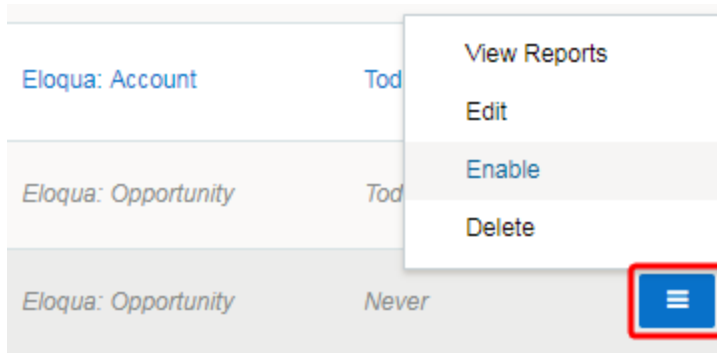 View Reports
Eloqua: Account Tod
Edit
Enable
Eloqua: Opportunity Tod
Delete
Eloqua: Opportunity Never